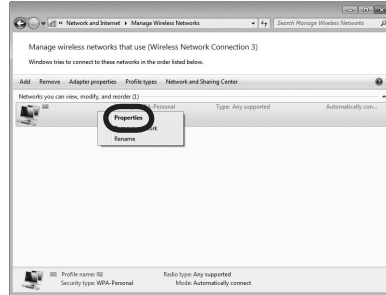 « Network and Internet ▸ Manage Wireless Networks
Search Manage Wireless Networks
Manage wireless networks that use (Wireless Network Connection 3)
Windows tries to connect to these networks in the order listed below.
Add Remove Adapter properties Profile types Network and Sharing Center
Networks you can view, modify, and reorder (1)
Type: Any supported Automatically con...
Properties
Rename
Profile name: Radio type: Any supported
Security type: WPA-Personal Mode: Automatically connect